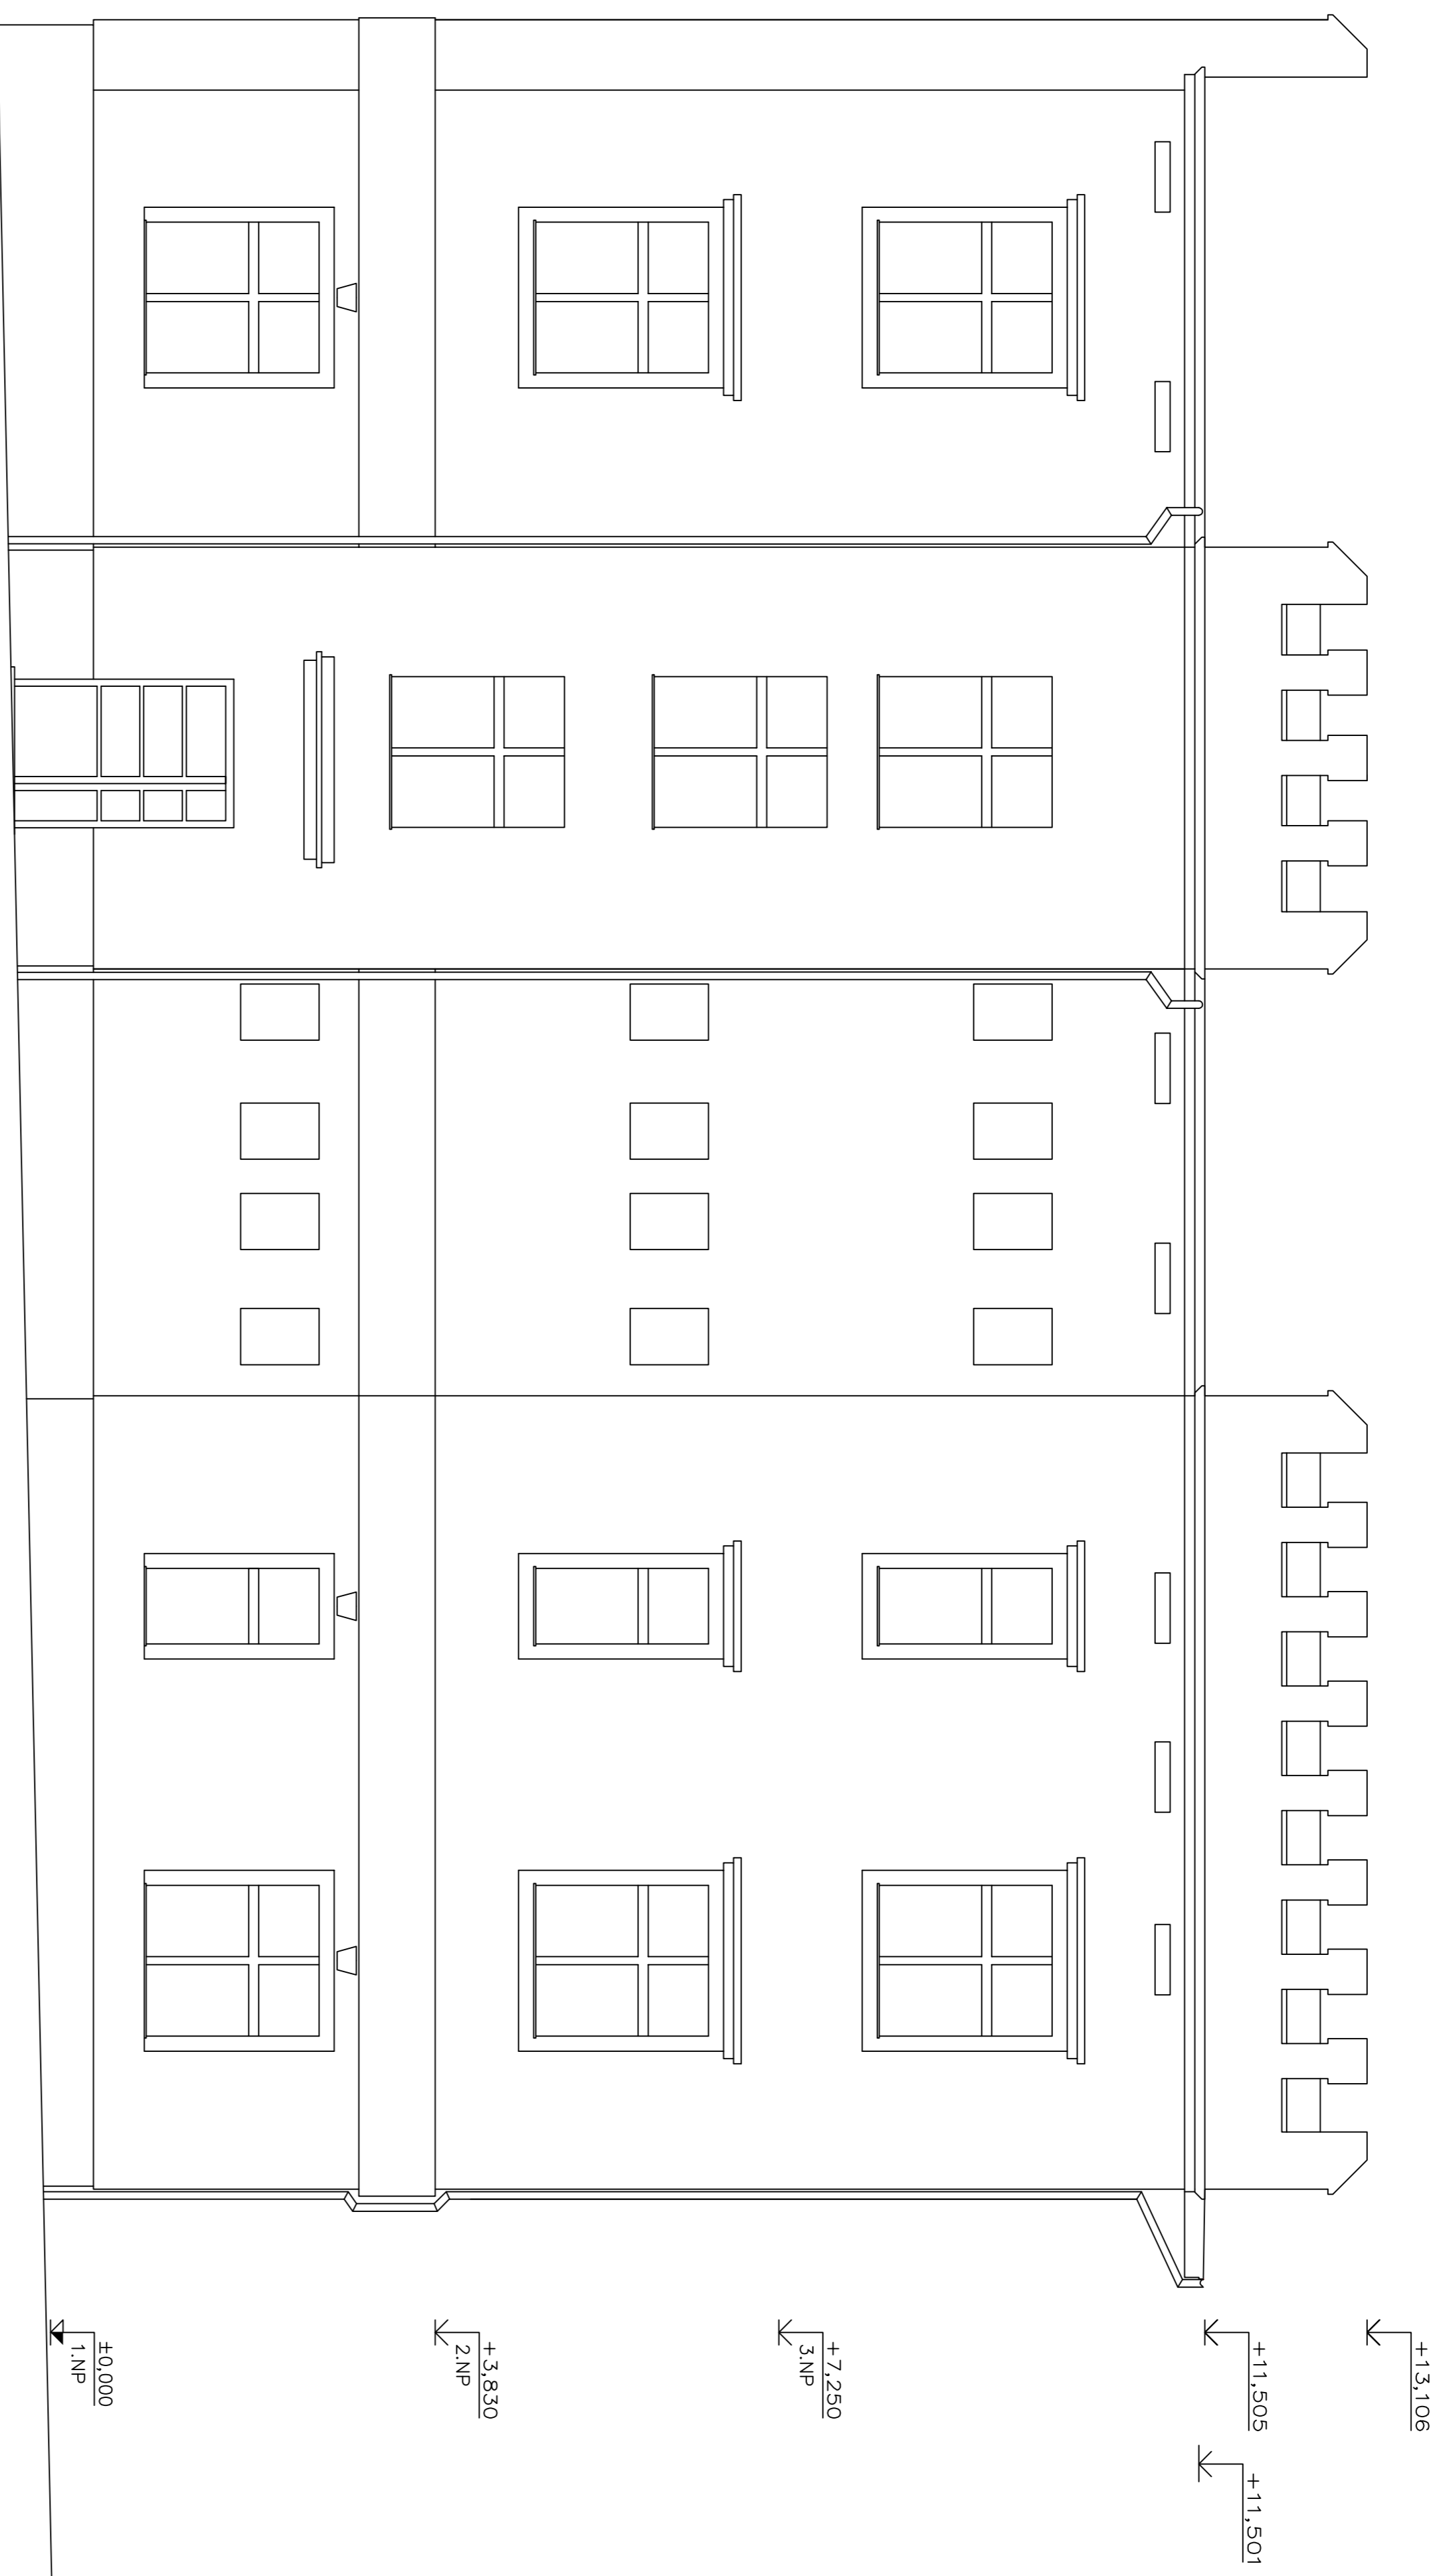 +13,106
+11,505
+11,501
+7,250
3.NP
+3,830
2.NP
±0,000
1.NP